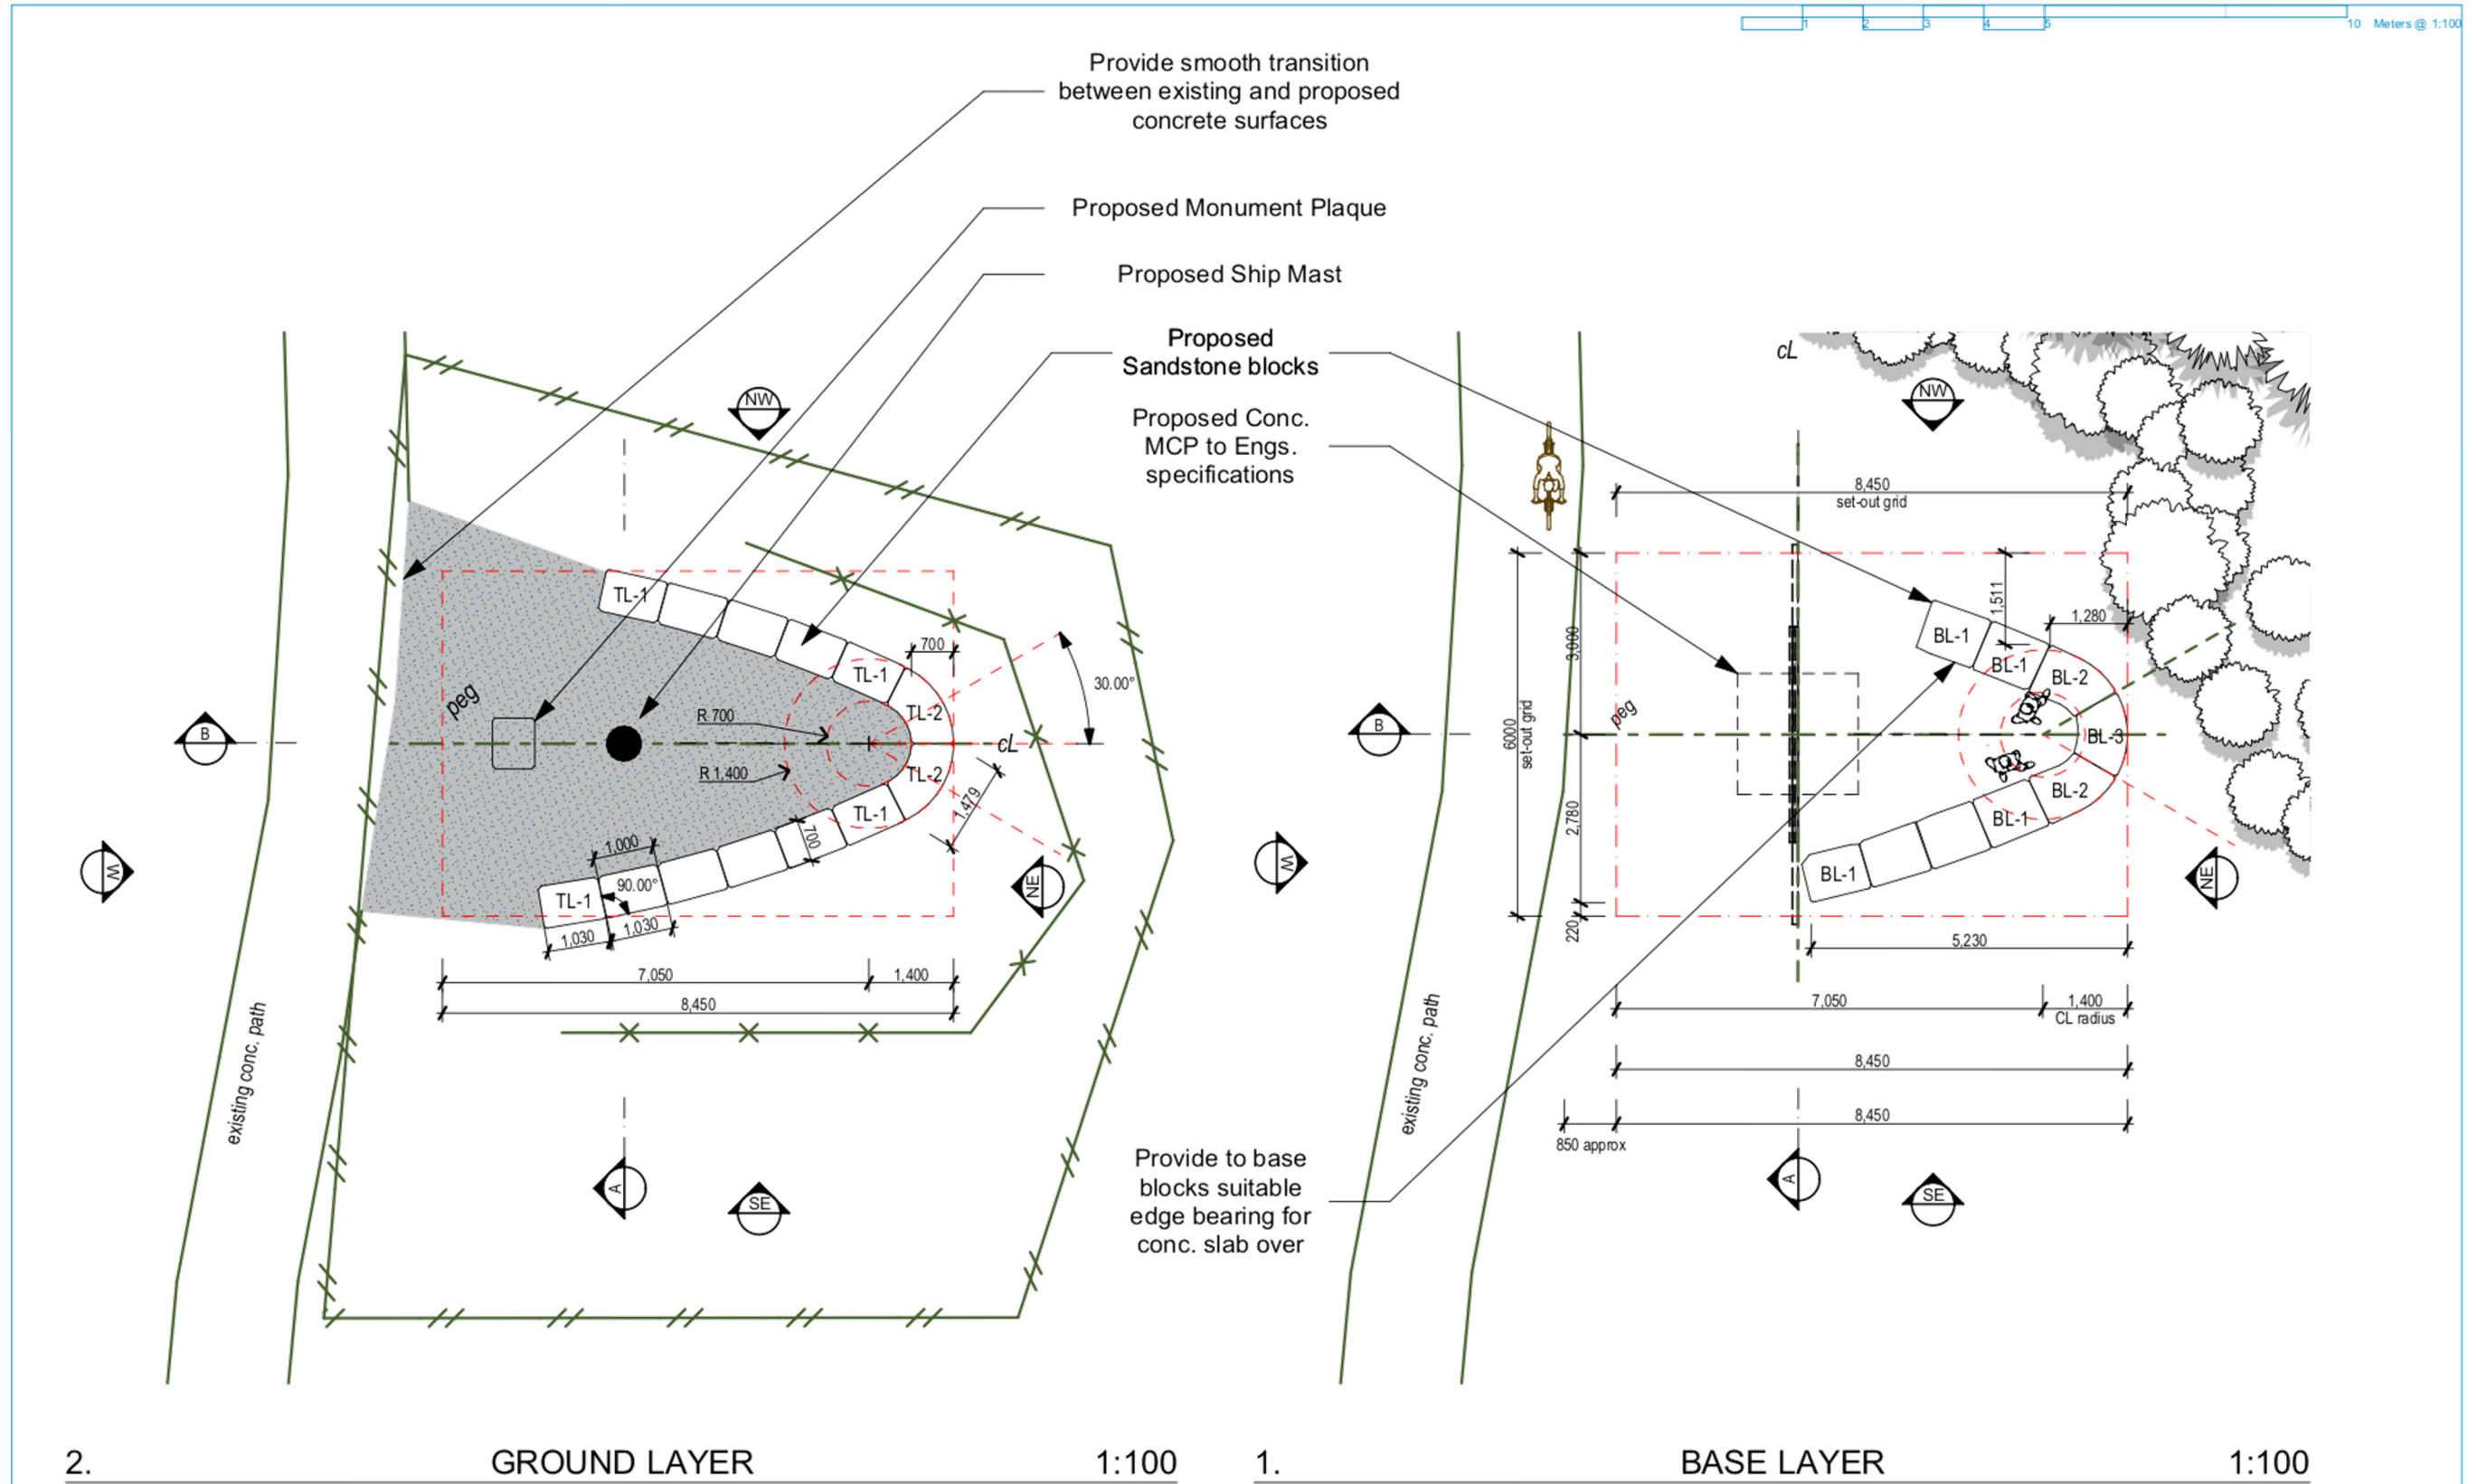 1
2
3
4
5
10 Meters @ 1:100
Provide smooth transition
between existing and proposed
concrete surfaces
Proposed Monument Plaque
Proposed Ship Mast
Proposed
Sandstone blocks
Proposed Conc.
MCP to Engs.
specifications
Provide to base
blocks suitable
edge bearing for
conc. slab over
NW
TL-1
700
TL-1
30.00°
peg
R 700
TL-2
B
cL
R 1,400
TL-2
1,479
TL-1
700
1,000
W
90.00°
NE
TL-1
1,030
1,030
7,050
1,400
8,450
existing conc. path
A
SE
cL
NW
8,450
set-out grid
1,511
1,280
3,000
BL-1
BL-1
BL-2
peg
6000
set-out grid
B
BL-3
BL-2
2,780
BL-1
W
BL-1
NE
220
5,230
7,050
1,400
CL radius
8,450
existing conc. path
8,450
850 approx
A
SE
2. GROUND LAYER 1:100
1. BASE LAYER 1:100